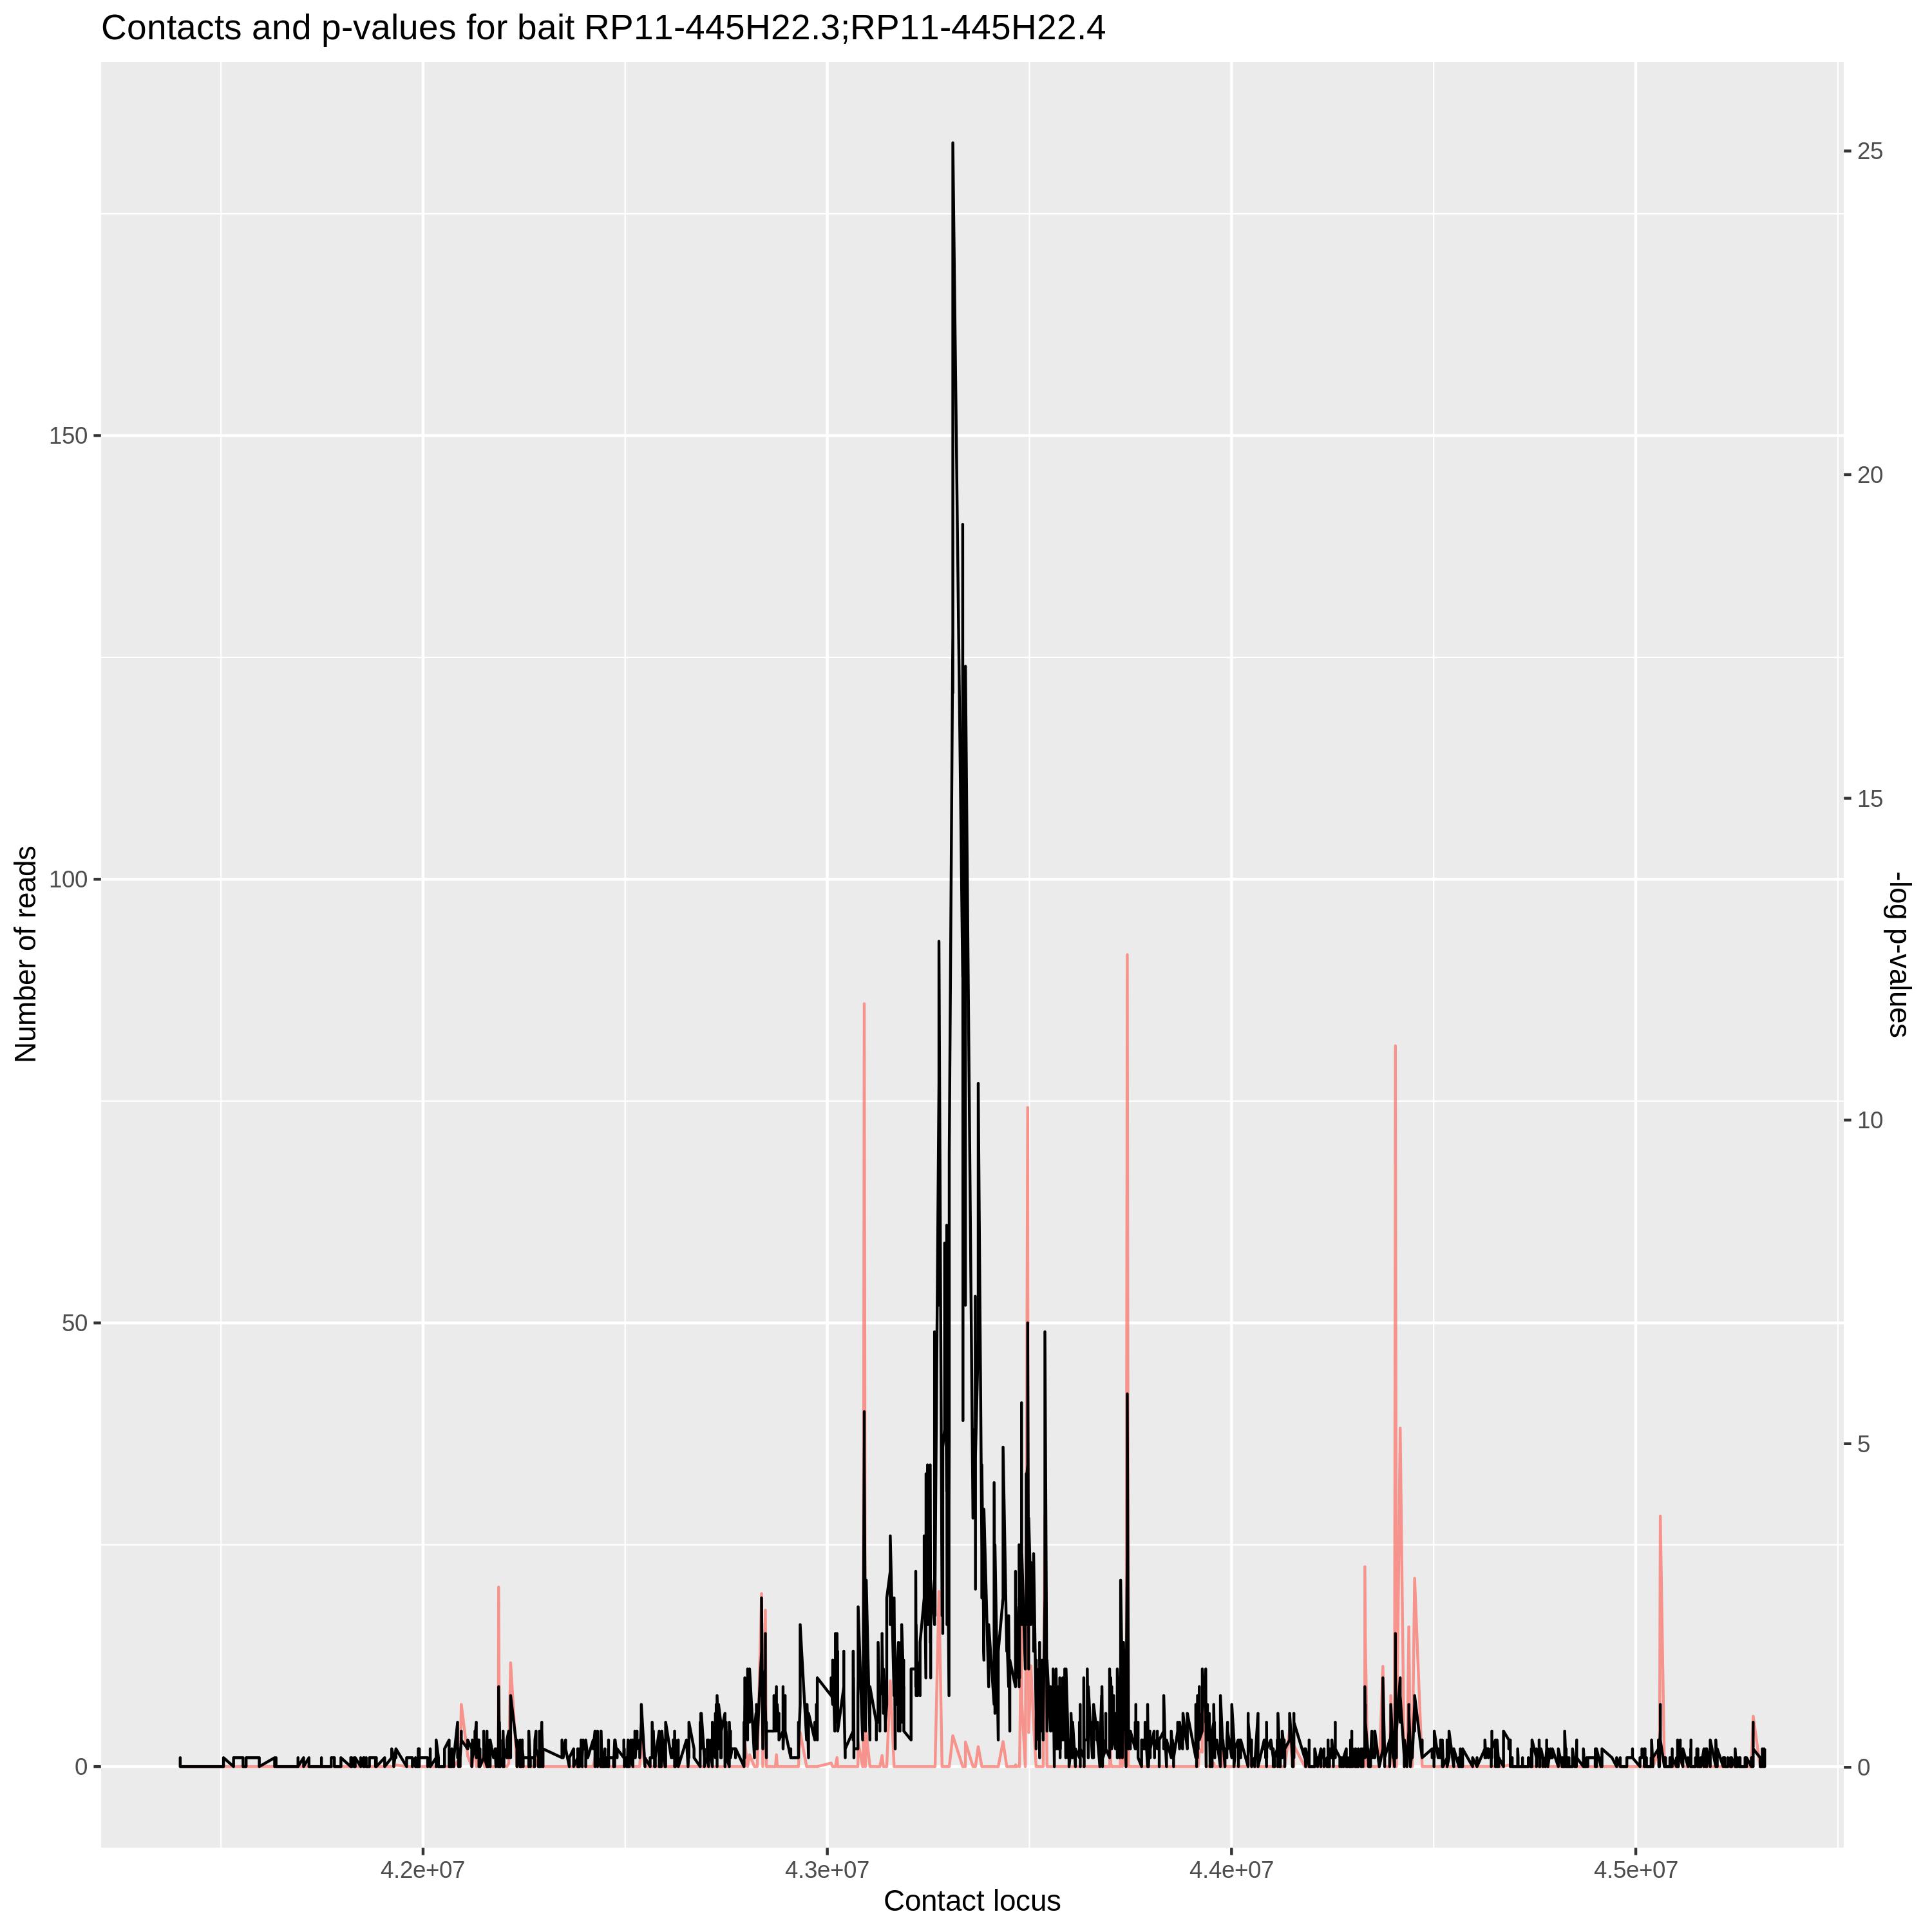 Contacts and p-values for bait RP11-445H22.3;RP11-445H22.4
Number of reads
150
100
50
0
25
20
15
10
5
0
-log p-values
4.2e+07
4.3e+07
4.4e+07
4.5e+07
Contact locus